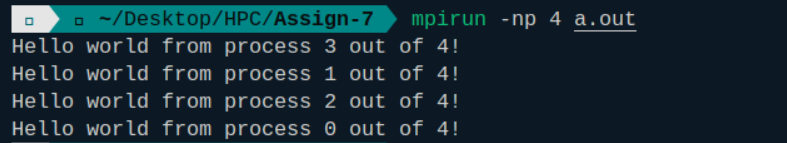 ~/Desktop/HPC/Assign-7 mpirun -np 4 a.out
Hello world from process 3 out of 4!
Hello world from process 1 out of 4!
Hello world from process 2 out of 4!
Hello world from process 0 out of 4!